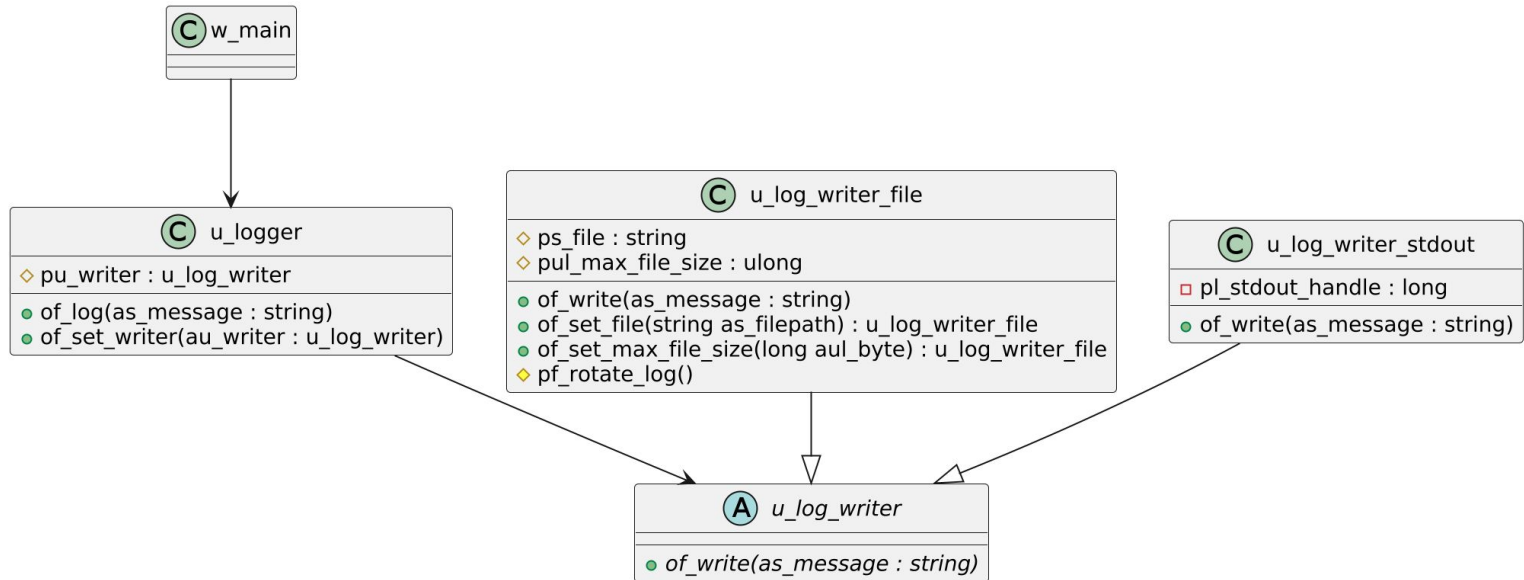 C w_main
C u_logger
pu_writer : u_log_writer
of_log(as_message : string)
of_set_writer(au_writer : u_log_writer)
C u_log_writer_file
ps_file : string
pul_max_file_size : ulong
of_write(as_message : string)
of_set_file(string as_filepath) : u_log_writer_file
of_set_max_file_size(long aul_byte) : u_log_writer_file
pf_rotate_log()
C u_log_writer_stdout
pl_stdout_handle : long
of_write(as_message : string)
A u_log_writer
of_write(as_message : string)